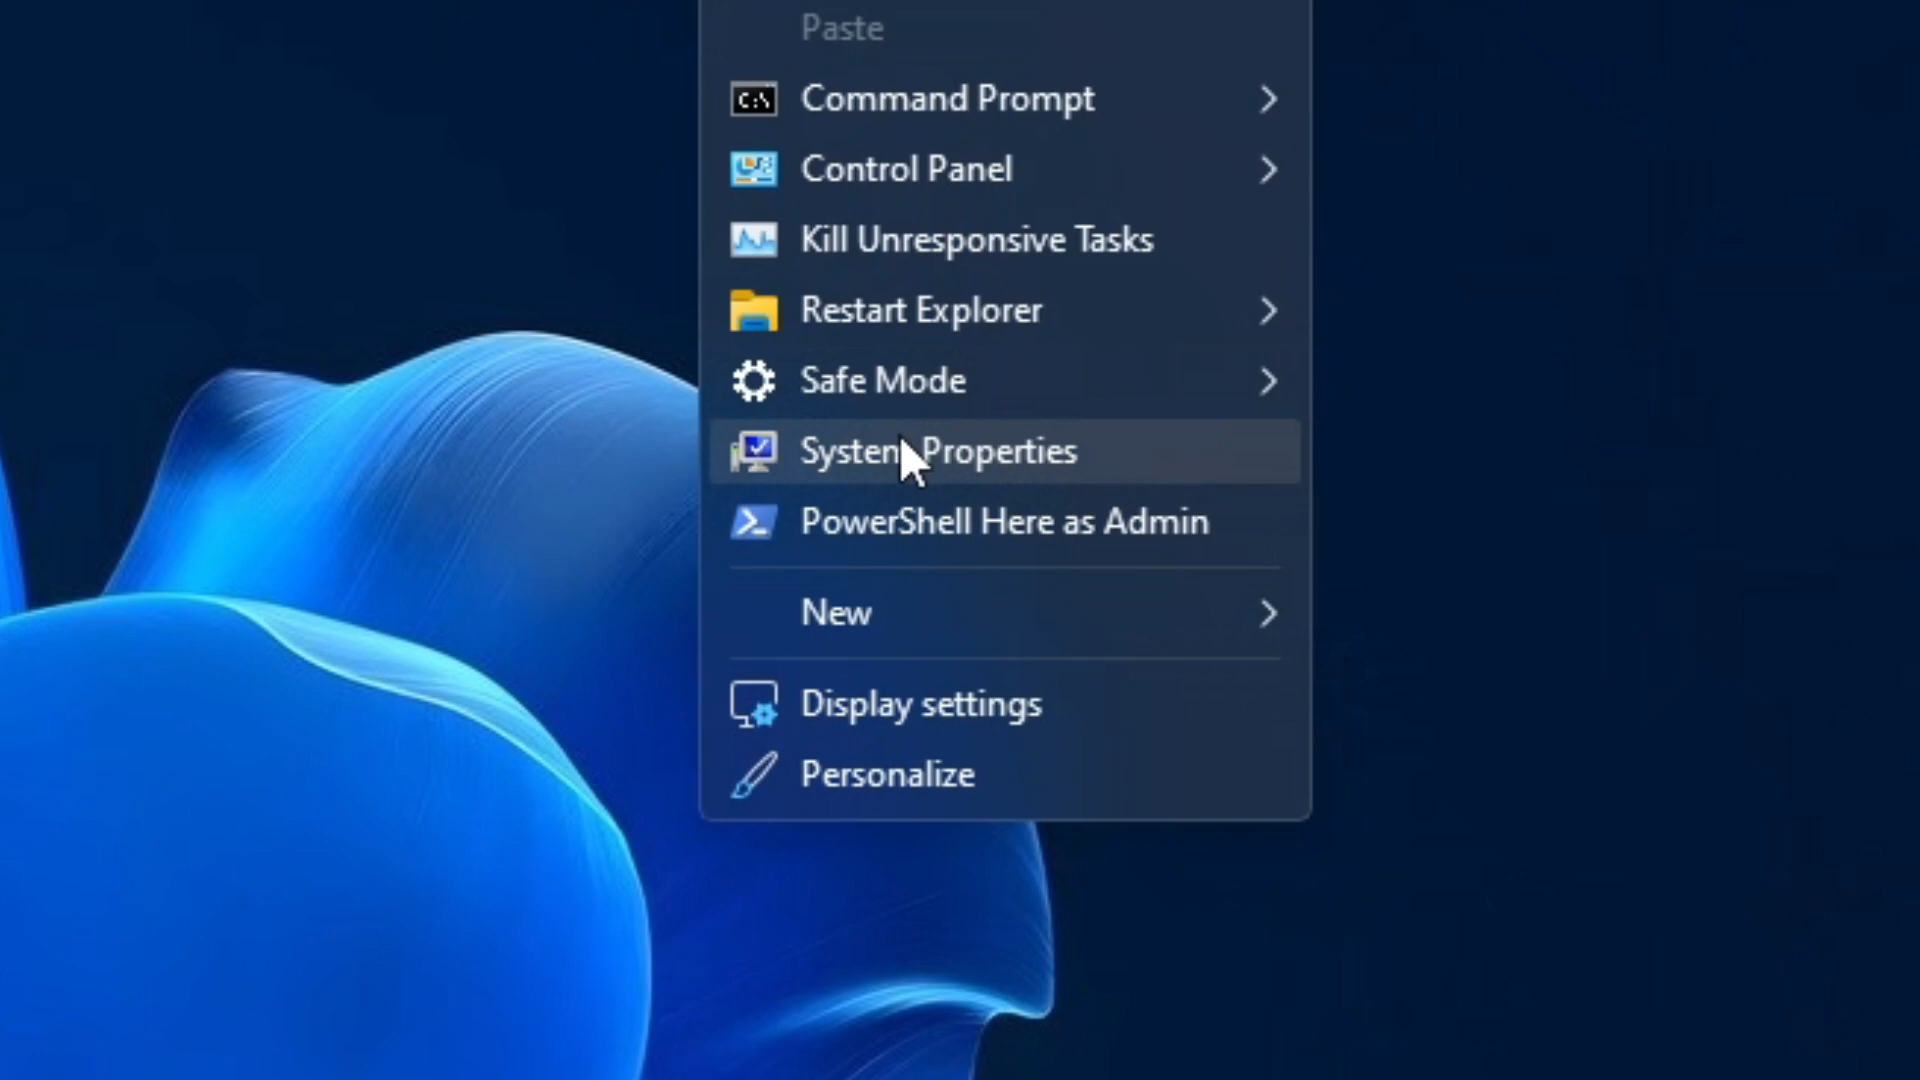 Paste
C:\
Command Prompt
Control Panel
Kill Unresponsive Tasks
Restart Explorer
Safe Mode
System Properties
PowerShell Here as Admin
New
Display settings
Personalize